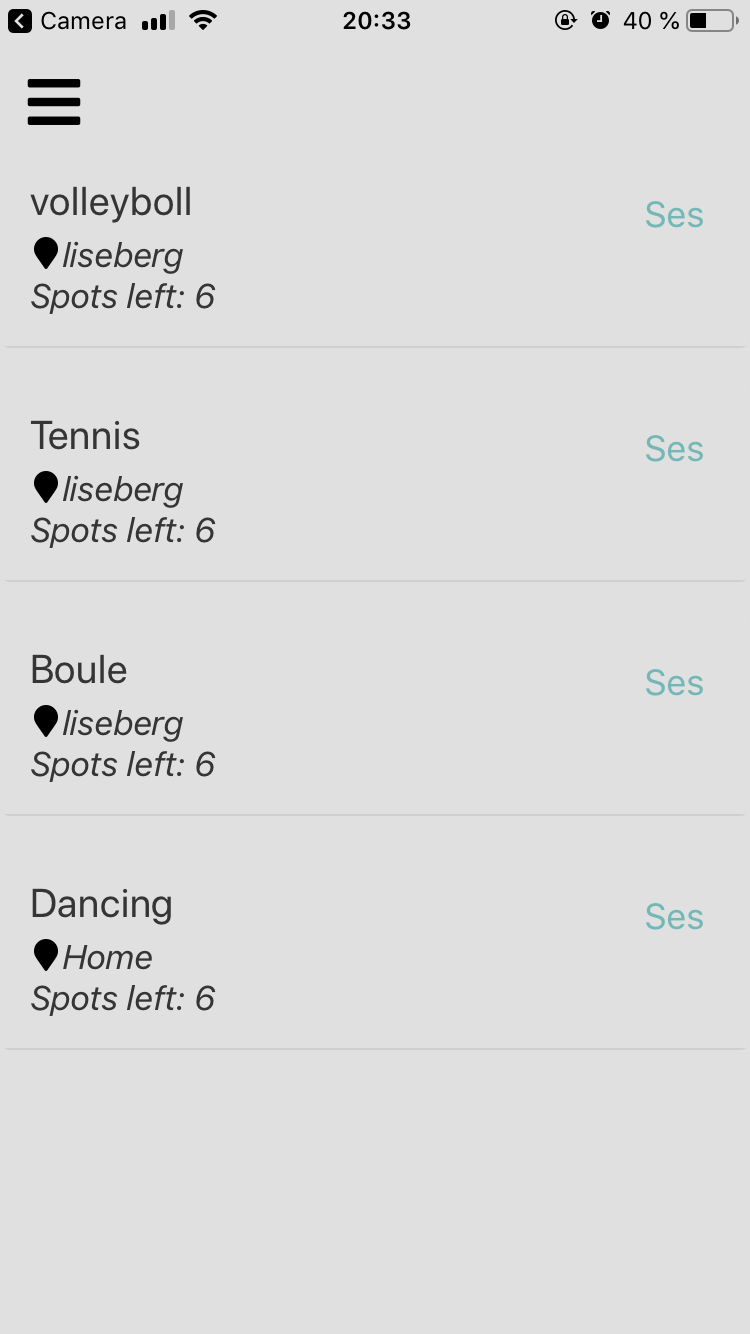 Camera 20:33 40 %
volleyboll
Ses
liseberg
Spots left: 6
Tennis
Ses
liseberg
Spots left: 6
Boule
Ses
liseberg
Spots left: 6
Dancing
Ses
Home
Spots left: 6